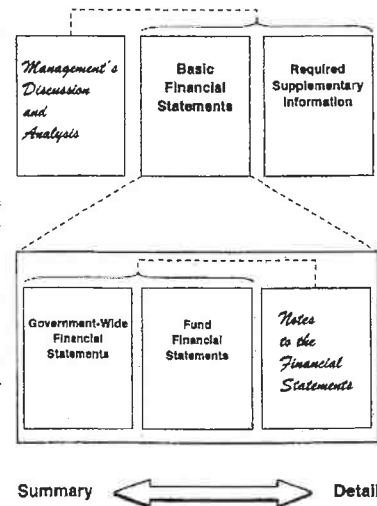 Management's
Discussion
and
Analysis
Basic
Financial
Statements
Required
Supplementary
Information
Government-Wide
Financial
Statements
Fund
Financial
Statements
Notes
to the
Financial
Statements
Summary
Detail